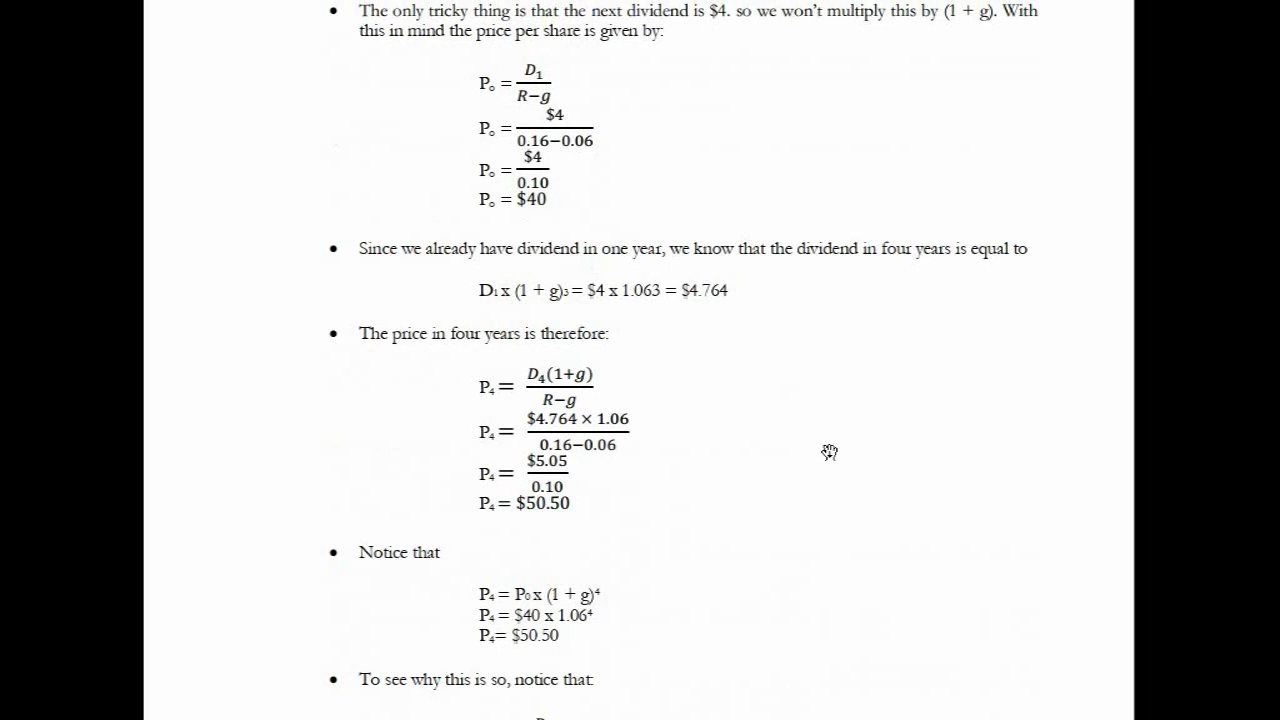 • The only tricky thing is that the next dividend is $4. so we won't multiply this by (1 + g). With
this in mind the price per share is given by:
P₀ = D₁ / R−g
P₀ = $4 / 0.16−0.06
P₀ = $4 / 0.10
P₀ = $40
• Since we already have dividend in one year, we know that the dividend in four years is equal to
D₁ x (1 + g)₃ = $4 x 1.063 = $4.764
• The price in four years is therefore:
P₄ = D₄(1+g) / R−g
P₄ = $4.764 × 1.06 / 0.16−0.06
P₄ = $5.05 / 0.10
P₄ = $50.50
• Notice that
P₄ = P₀ x (1 + g)⁴
P₄ = $40 x 1.06⁴
P₄= $50.50
• To see why this is so, notice that: